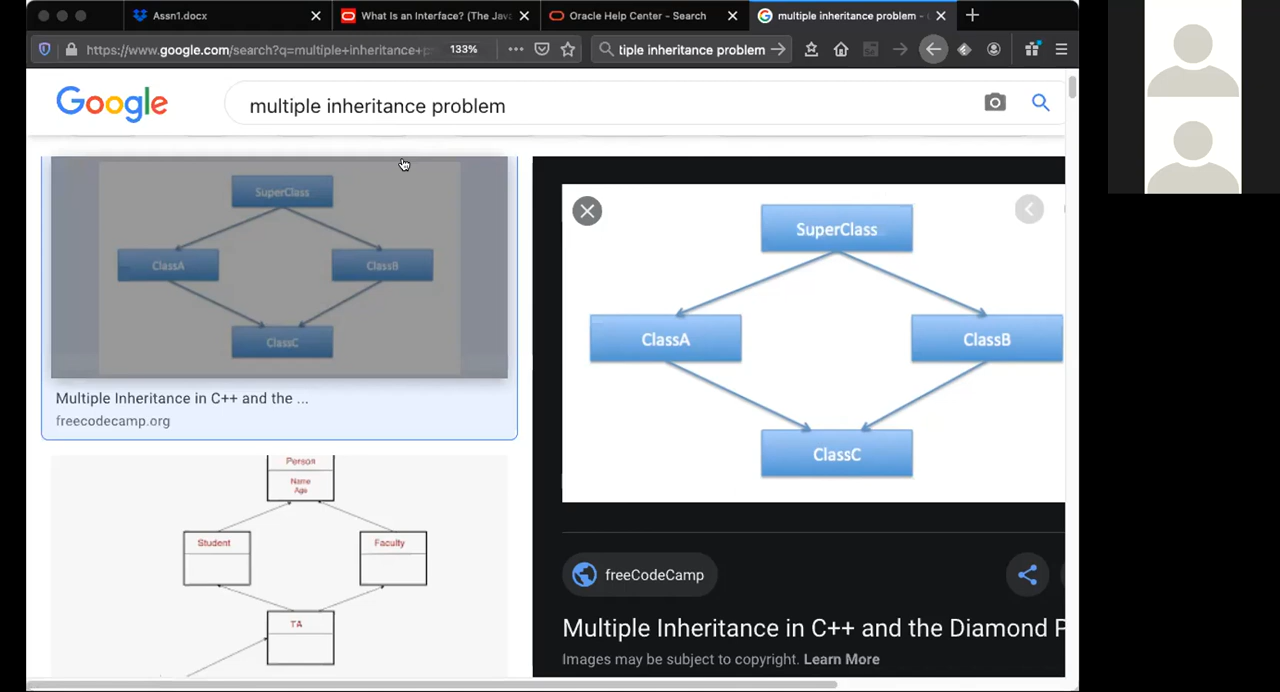 Assn1.docx
What Is an Interface? (The Jav
Oracle Help Center - Search
multiple inheritance problem -
https://www.google.com/search?q=multiple+inheritance+p
133%
tiple inheritance problem
Google
multiple inheritance problem
SuperClass
ClassA
ClassB
ClassC
Multiple Inheritance in C++ and the ...
freecodecamp.org
Person
Name
Age
Student
Faculty
TA
SuperClass
ClassA
ClassB
ClassC
freeCodeCamp
Multiple Inheritance in C++ and the Diamond P
Images may be subject to copyright. Learn More